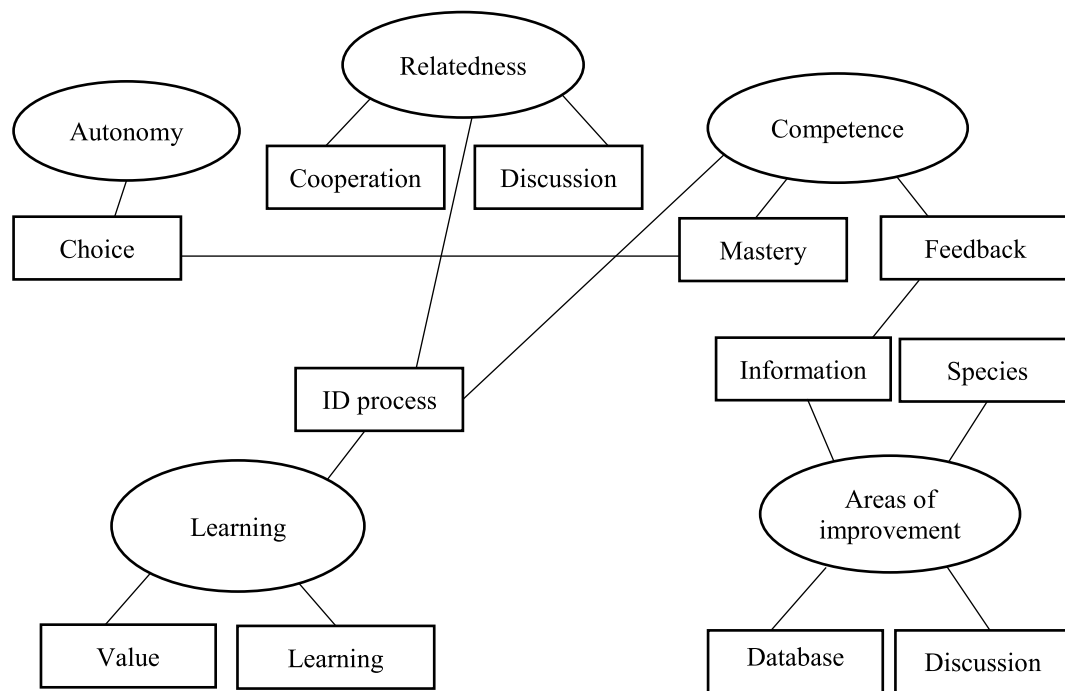 Relatedness
Autonomy
Competence
Cooperation
Discussion
Choice
Mastery
Feedback
Information
Species
ID process
Learning
Areas of
improvement
Value
Learning
Database
Discussion